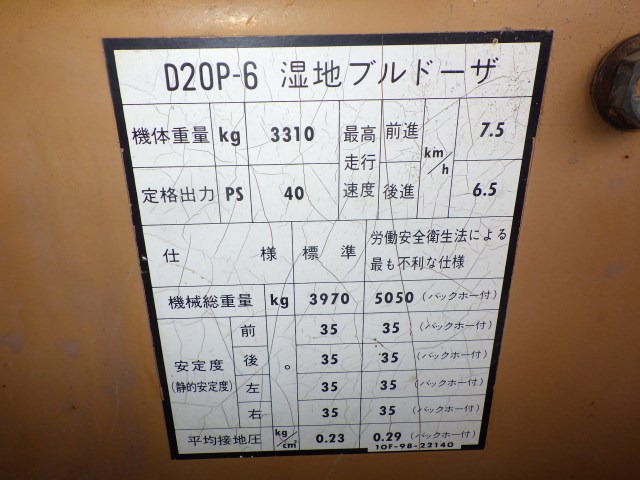 D20P-6 湿地ブルドーザ
機体重量 kg 3310 最高走行速度 前進 km/h 7.5
定格出力 PS 40 後進 6.5
仕様 標準 労働安全衛生法による
最も不利な仕様
機械総重量 kg 3970 5050 (バックホー付)
安定度 (静的安定度) 前 ° 35 35 (バックホー付)
後 35 35 (バックホー付)
左 35 35 (バックホー付)
右 35 35 (バックホー付)
平均接地圧 kg/cm² 0.23 0.29 (バックホー付)
10F-98-22140